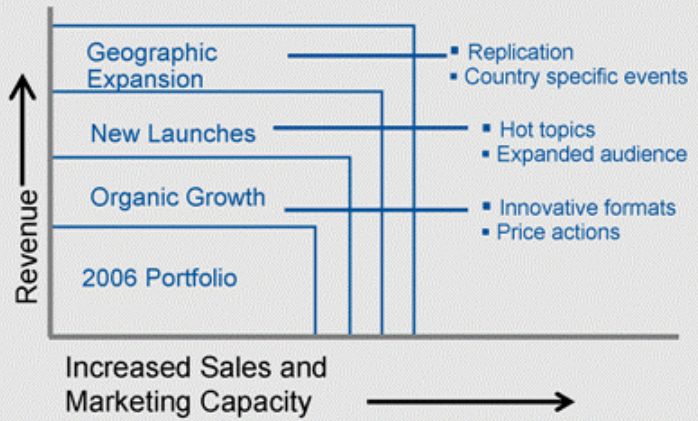 Geographic
Expansion
▪ Replication
▪ Country specific events
New Launches
▪ Hot topics
▪ Expanded audience
Organic Growth
▪ Innovative formats
▪ Price actions
2006 Portfolio
Revenue
Increased Sales and
Marketing Capacity